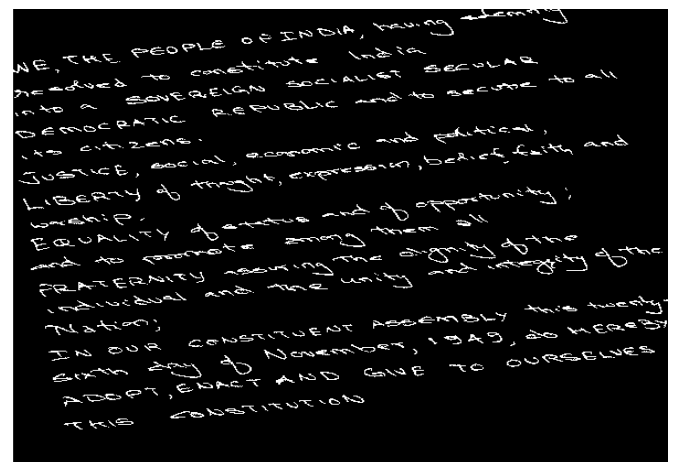 WE, THE PEOPLE OF INDIA, having solemnly
resolved to constitute India
into a SOVEREIGN SOCIALIST SECULAR
DEMOCRATIC REPUBLIC and to secure to all
its citizens.
JUSTICE, social, economic and political,
LIBERTY of thought, expression, belief, faith and
worship.
EQUALITY of status and of opportunity;
and to promote among them all
FRATERNITY assuring the dignity of the
individual and the unity and integrity of the
Nation;
IN OUR CONSTITUENT ASSEMBLY this twenty-
sixth day of November, 1949, do HEREBY
ADOPT, ENACT AND GIVE TO OURSELVES
THIS CONSTITUTION